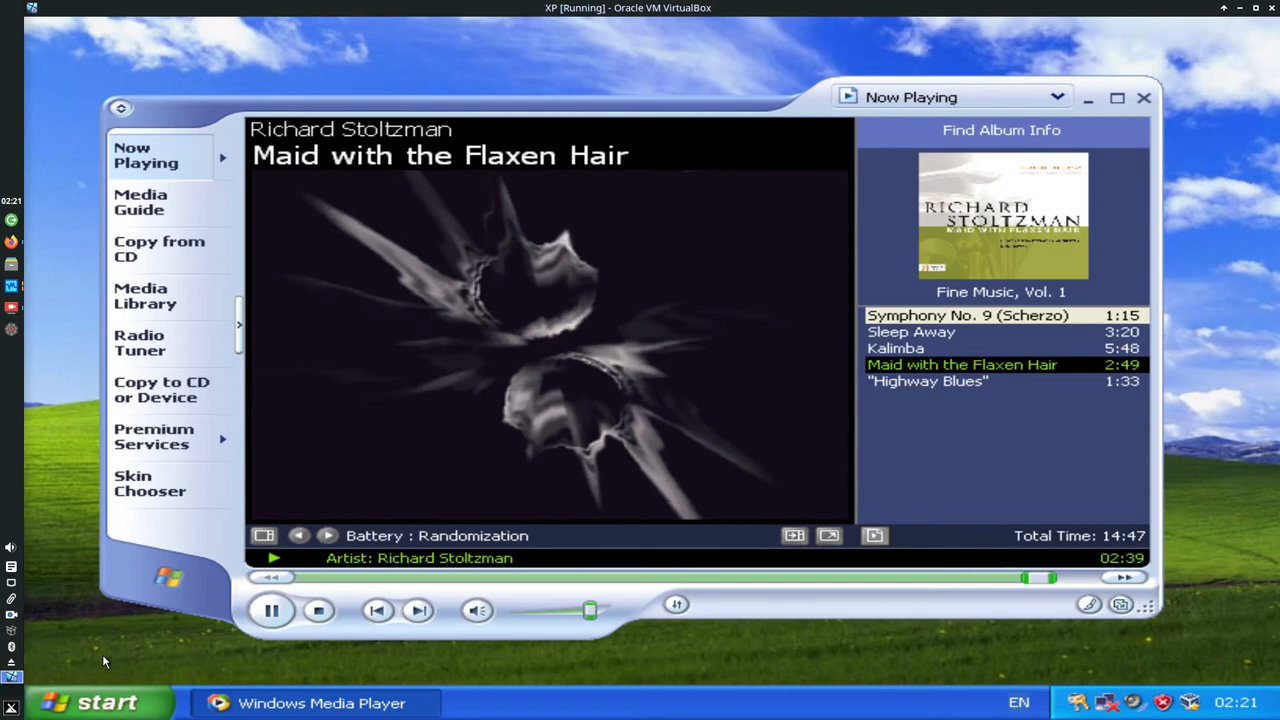 XP [Running] - Oracle VM VirtualBox
Now Playing
Richard Stoltzman
Maid with the Flaxen Hair
Find Album Info
Now
Playing
Media
Guide
Copy from
CD
Media
Library
Radio
Tuner
Copy to CD
or Device
Premium
Services
Skin
Chooser
RICHARD
STOLTZMAN
MAID WITH FLAXEN HAIR
Fine Music, Vol. 1
Symphony No. 9 (Scherzo) 1:15
Sleep Away 3:20
Kalimba 5:48
Maid with the Flaxen Hair 2:49
"Highway Blues" 1:33
02:21
Battery : Randomization
Total Time: 14:47
Artist: Richard Stoltzman 02:39
start
Windows Media Player
EN
02:21